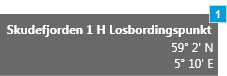 1
Skudefjorden 1 H Losbordingspunkt
59° 2' N
5° 10' E